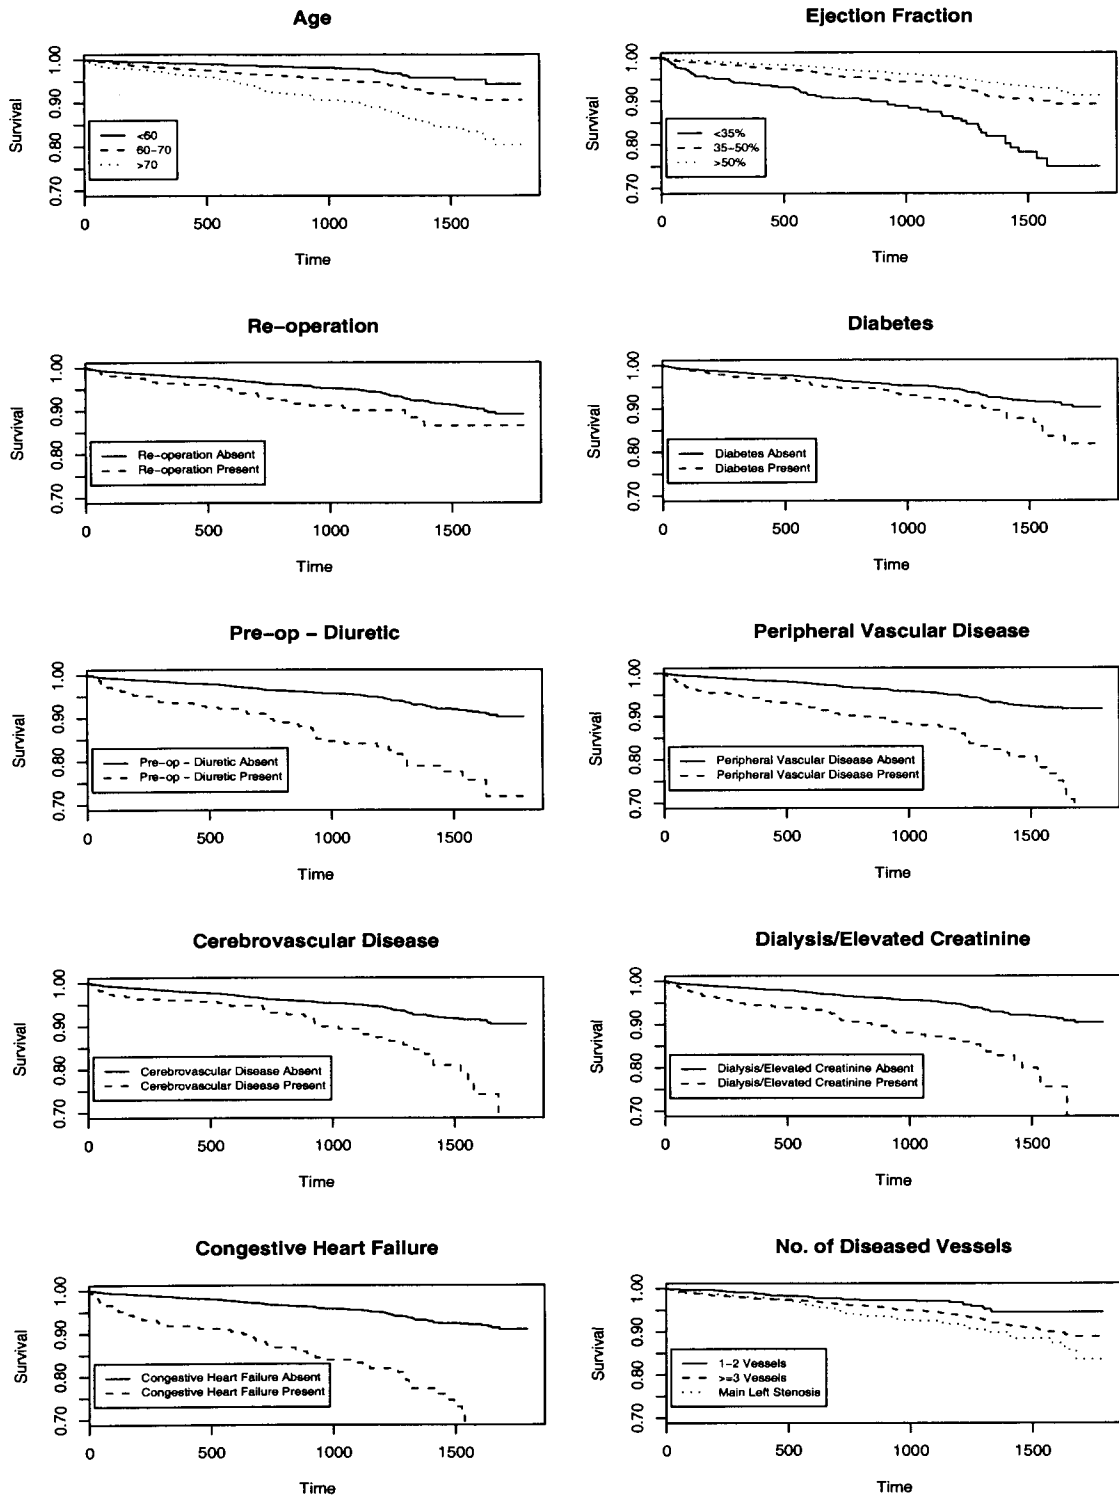 Age
Survival
0.70 0.80 0.90 1.00
<60
60-70
>70
0 500 1000 1500
Time
Ejection Fraction
Survival
0.70 0.80 0.90 1.00
<35%
35-50%
>50%
0 500 1000 1500
Time
Re-operation
Survival
0.70 0.80 0.90 1.00
Re-operation Absent
Re-operation Present
0 500 1000 1500
Time
Diabetes
Survival
0.70 0.80 0.90 1.00
Diabetes Absent
Diabetes Present
0 500 1000 1500
Time
Pre-op - Diuretic
Survival
0.70 0.80 0.90 1.00
Pre-op - Diuretic Absent
Pre-op - Diuretic Present
0 500 1000 1500
Time
Peripheral Vascular Disease
Survival
0.70 0.80 0.90 1.00
Peripheral Vascular Disease Absent
Peripheral Vascular Disease Present
0 500 1000 1500
Time
Cerebrovascular Disease
Survival
0.70 0.80 0.90 1.00
Cerebrovascular Disease Absent
Cerebrovascular Disease Present
0 500 1000 1500
Time
Dialysis/Elevated Creatinine
Survival
0.70 0.80 0.90 1.00
Dialysis/Elevated Creatinine Absent
Dialysis/Elevated Creatinine Present
0 500 1000 1500
Time
Congestive Heart Failure
Survival
0.70 0.80 0.90 1.00
Congestive Heart Failure Absent
Congestive Heart Failure Present
0 500 1000 1500
Time
No. of Diseased Vessels
Survival
0.70 0.80 0.90 1.00
1-2 Vessels
>=3 Vessels
Main Left Stenosis
0 500 1000 1500
Time